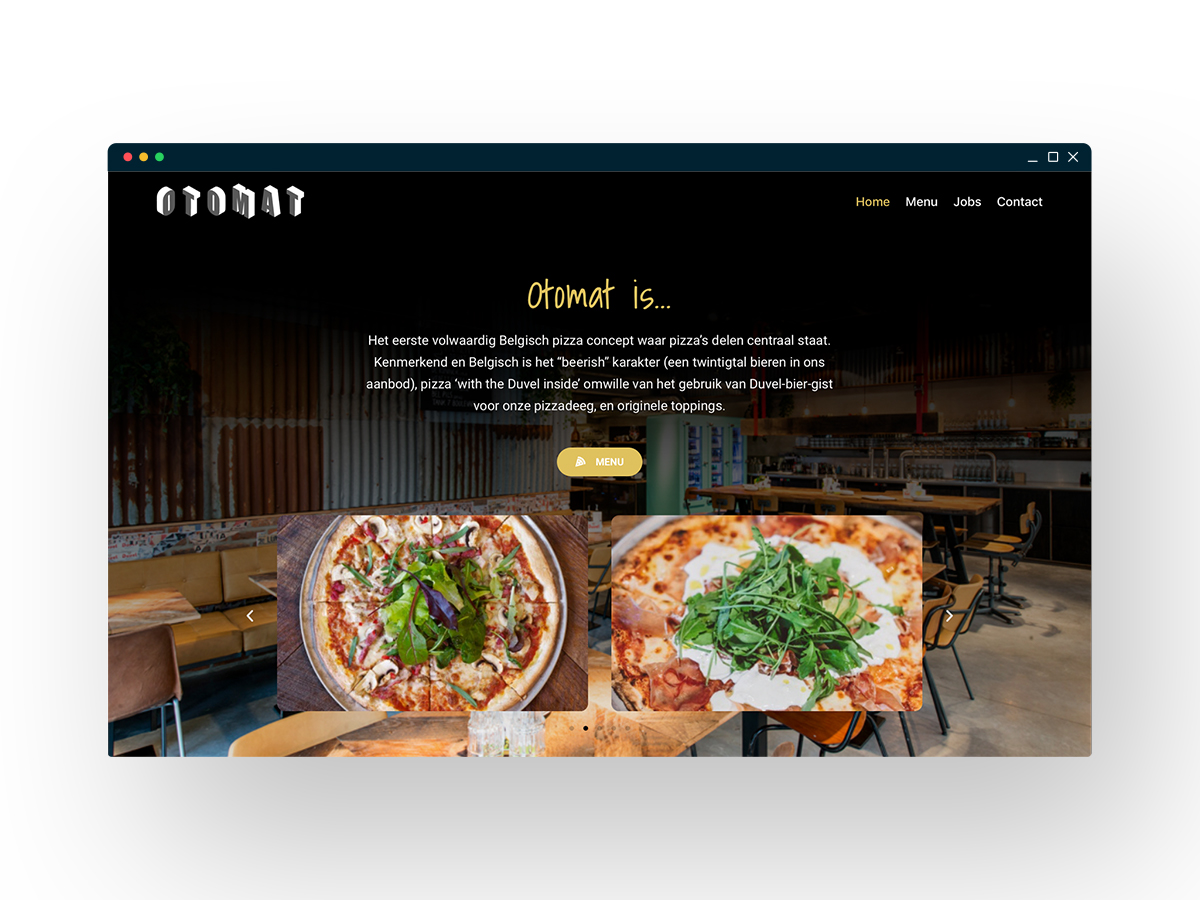 OTOMAT
Home Menu Jobs Contact
Otomat is...
Het eerste volwaardig Belgisch pizza concept waar pizza’s delen centraal staat.
Kenmerkend en Belgisch is het “beerish” karakter (een twintigtal bieren in ons
aanbod), pizza ‘with the Duvel inside’ omwille van het gebruik van Duvel-bier-gist
voor onze pizzadeeg, en originele toppings.
MENU